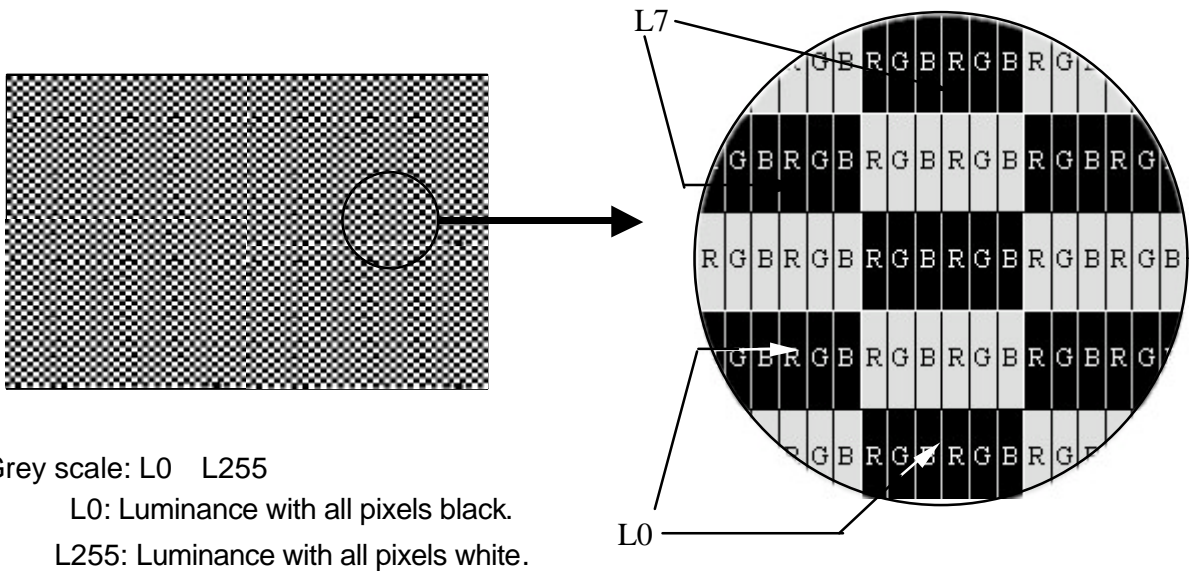 L7
G B R G B R G B R G
G B R G B R G B R G B R G B R G
R G B R G B R G B R G B R G B R G B
G B R G B R G B R G B R G B R G
R G B R G B R G B R G
L0
Grey scale: L0 L255
L0: Luminance with all pixels black.
L255: Luminance with all pixels white.